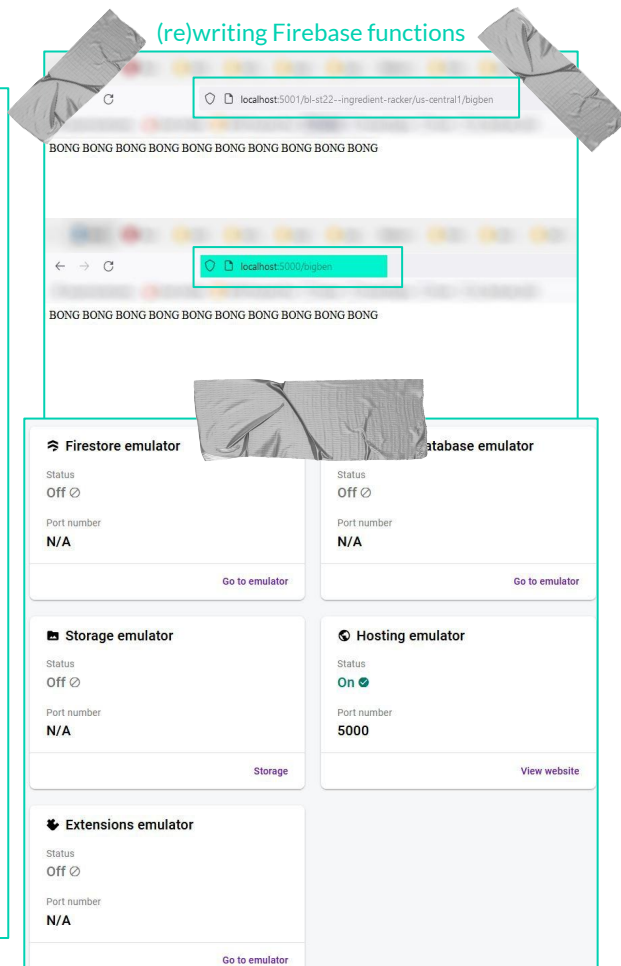 (re)writing Firebase functions
localhost:5001/bl-st22--ingredient-racker/us-central1/bigben
BONG BONG BONG BONG BONG BONG BONG BONG BONG BONG
localhost:5000/bigben
BONG BONG BONG BONG BONG BONG BONG BONG BONG BONG
Firestore emulator
Status
Off
Port number
N/A
Go to emulator
atabase emulator
Status
Off
Port number
N/A
Go to emulator
Storage emulator
Status
Off
Port number
N/A
Storage
Hosting emulator
Status
On
Port number
5000
View website
Extensions emulator
Status
Off
Port number
N/A
Go to emulator